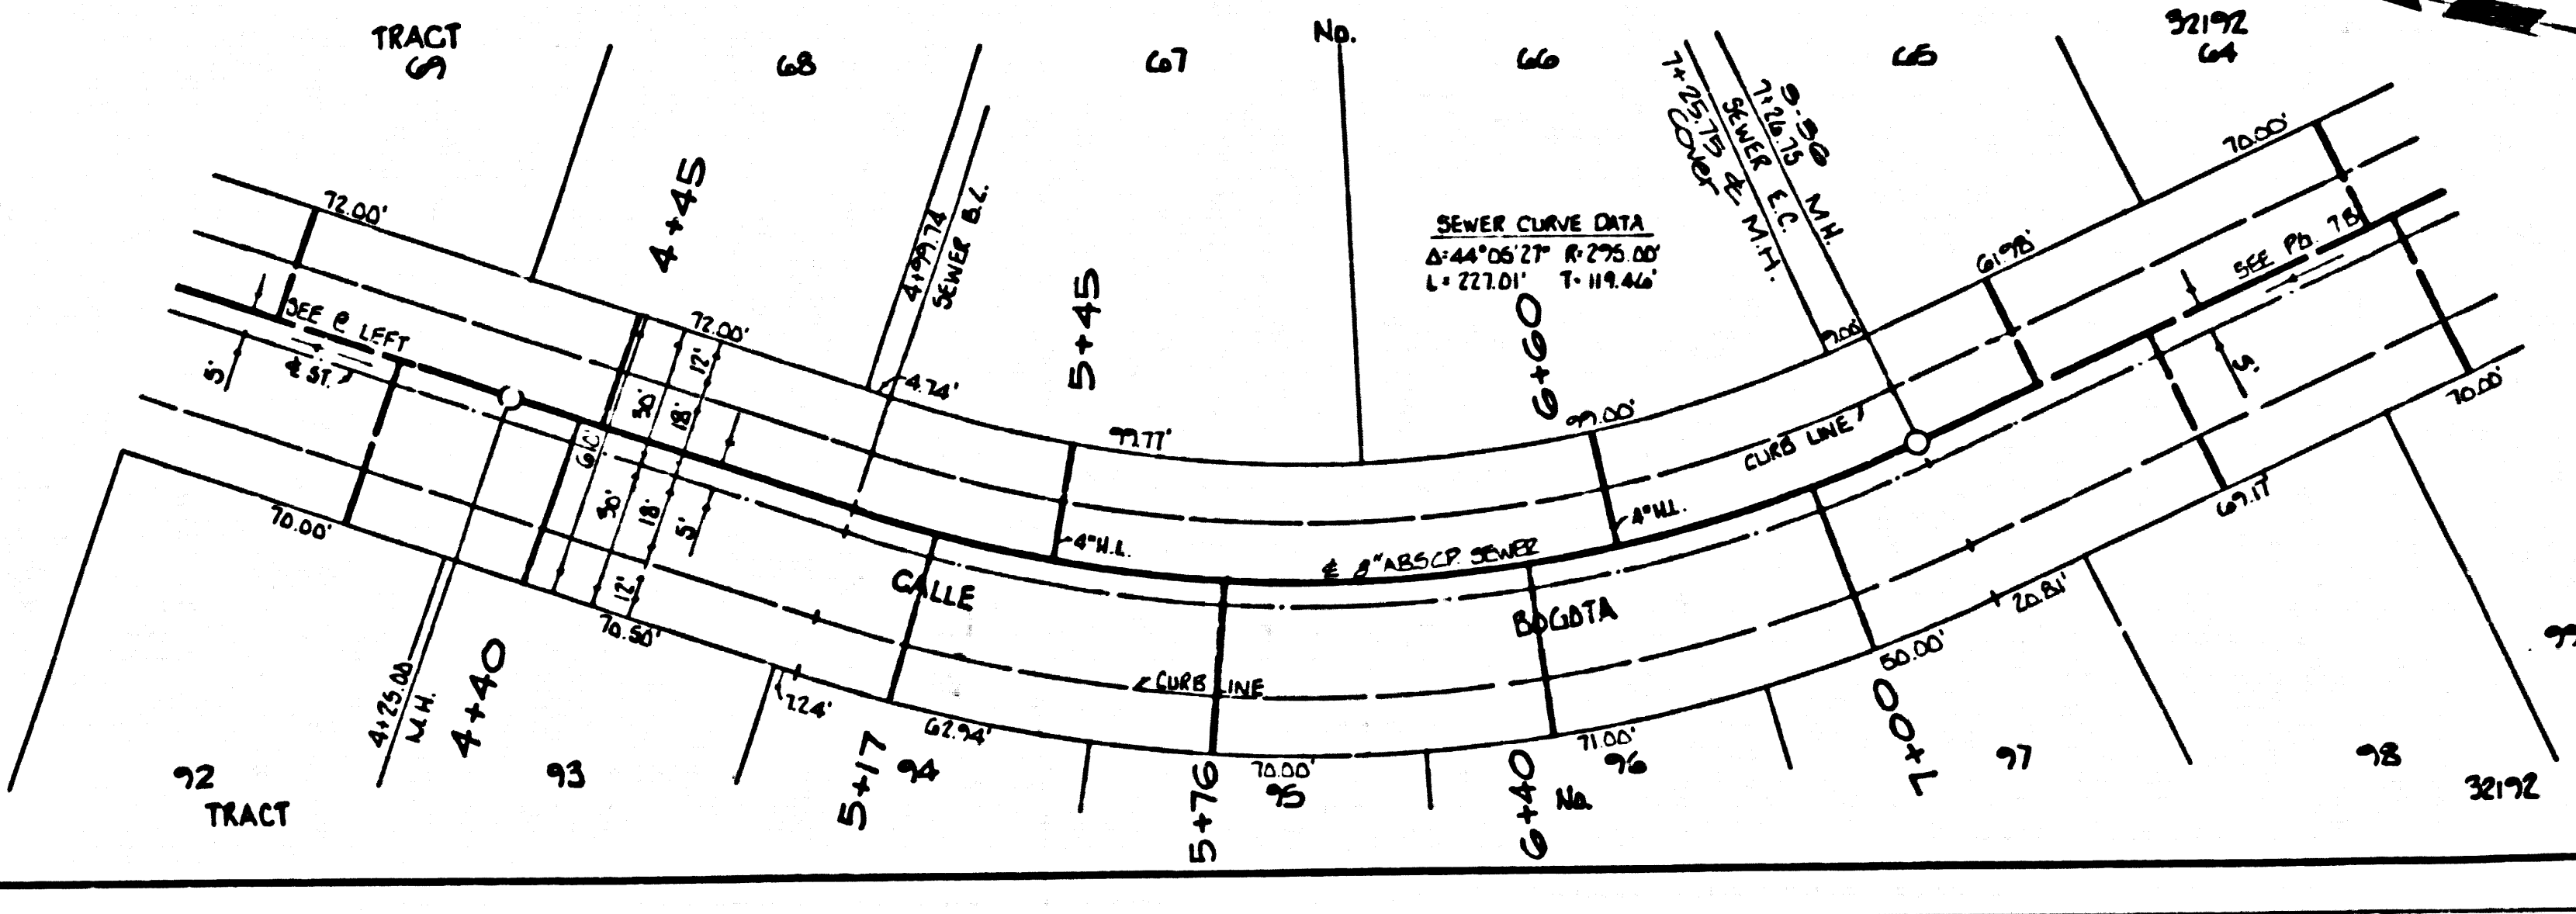 TRACT
No.
32192
69
68
67
66
65
64
72.00'
4+45
4+99.74
SEWER B.C.
5+45
SEWER CURVE DATA
Δ=44°05'27" R=295.00'
L=227.01' T=119.46'
6+60
7+25.75 ℄ M.H.
Cover
SEWER E.C.
7+26.75 M.H.
70.00'
61.98'
9.00'
SEE PG. 7B
SEE @ LEFT
℄ ST.
5'
72.00'
12'
30'
18'
4.74'
99.77'
99.00'
CURB LINE
5'
70.00'
6.10'
30'
18'
5'
12'
4" H.L.
4" H.L.
℄ 8" ABSCP. SEWER
70.00'
69.17'
CALLE
BOGOTA
20.81'
70.50'
CURB LINE
50.00'
4+25.00
M.H.
4+40
7.24'
62.94'
71.00'
92
93
5+17
94
5+76
70.00'
95
6+40
96
7+00
97
98
TRACT
No.
32192